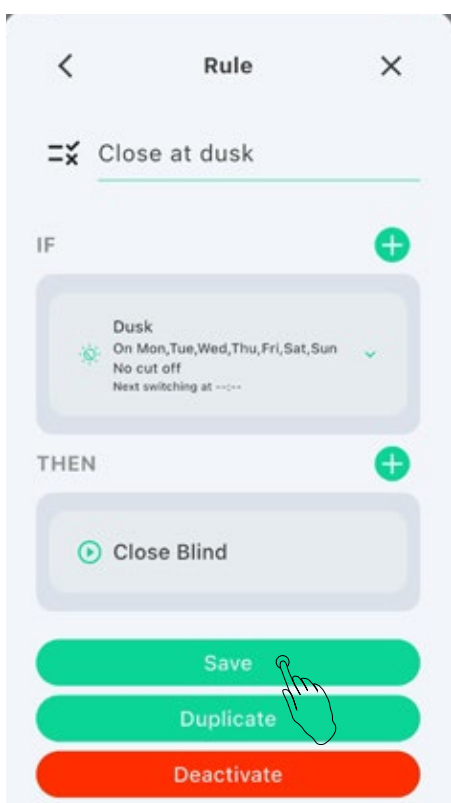 Rule
Close at dusk
IF
Dusk
On Mon,Tue,Wed,Thu,Fri,Sat,Sun
No cut off
Next switching at --:--
THEN
Close Blind
Save
Duplicate
Deactivate